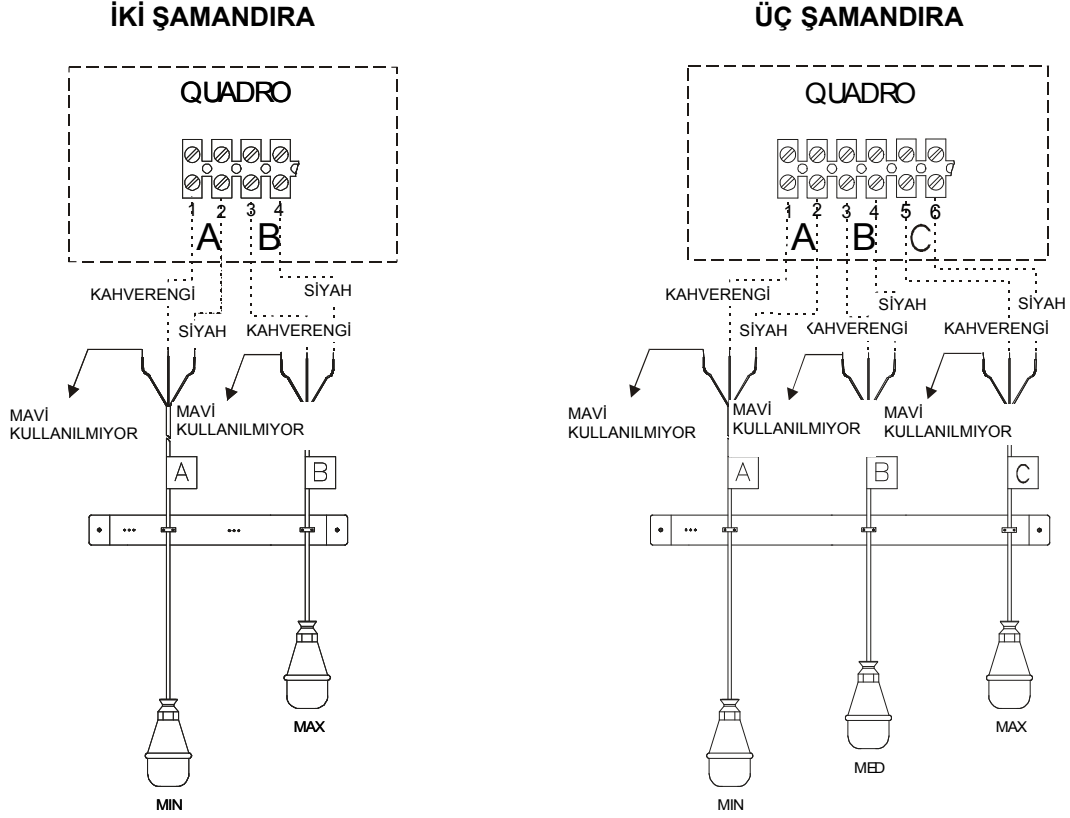 İKİ ŞAMANDIRA
QUADRO
1 2 3 4
A B
KAHVERENGİ
SİYAH
SİYAH
KAHVERENGİ
MAVİ
KULLANILMIYOR
MAVİ
KULLANILMIYOR
A
B
MAX
MIN
ÜÇ ŞAMANDIRA
QUADRO
1 2 3 4 5 6
A B C
KAHVERENGİ
SİYAH
SİYAH
SİYAH
KAHVERENGİ
KAHVERENGİ
MAVİ
KULLANILMIYOR
MAVİ
KULLANILMIYOR
MAVİ
KULLANILMIYOR
A
B
C
MAX
MED
MIN